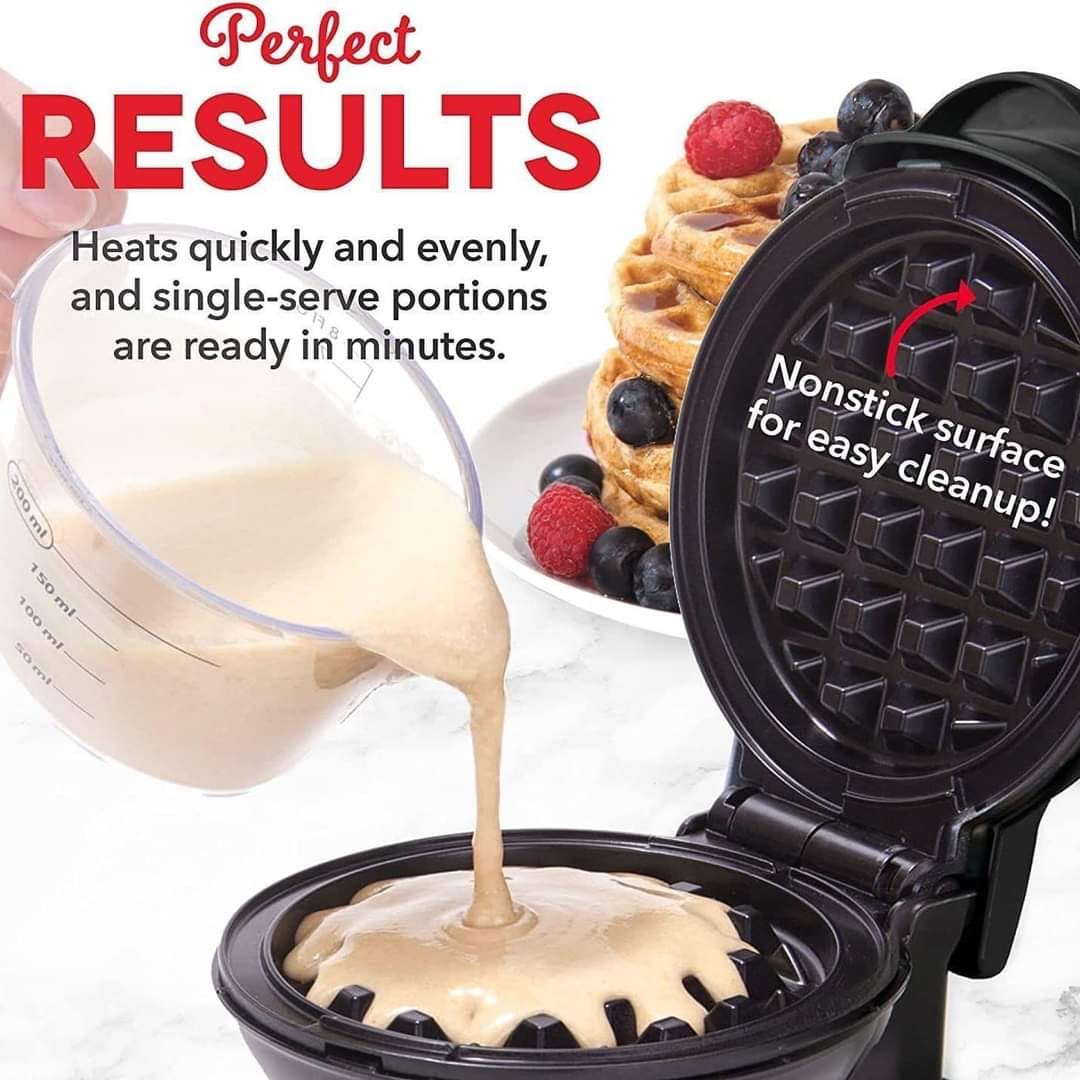 Perfect
RESULTS
Heats quickly and evenly,
and single-serve portions
are ready in minutes.
Nonstick surface
for easy cleanup!
200 ml
150 ml
100 ml
50 ml